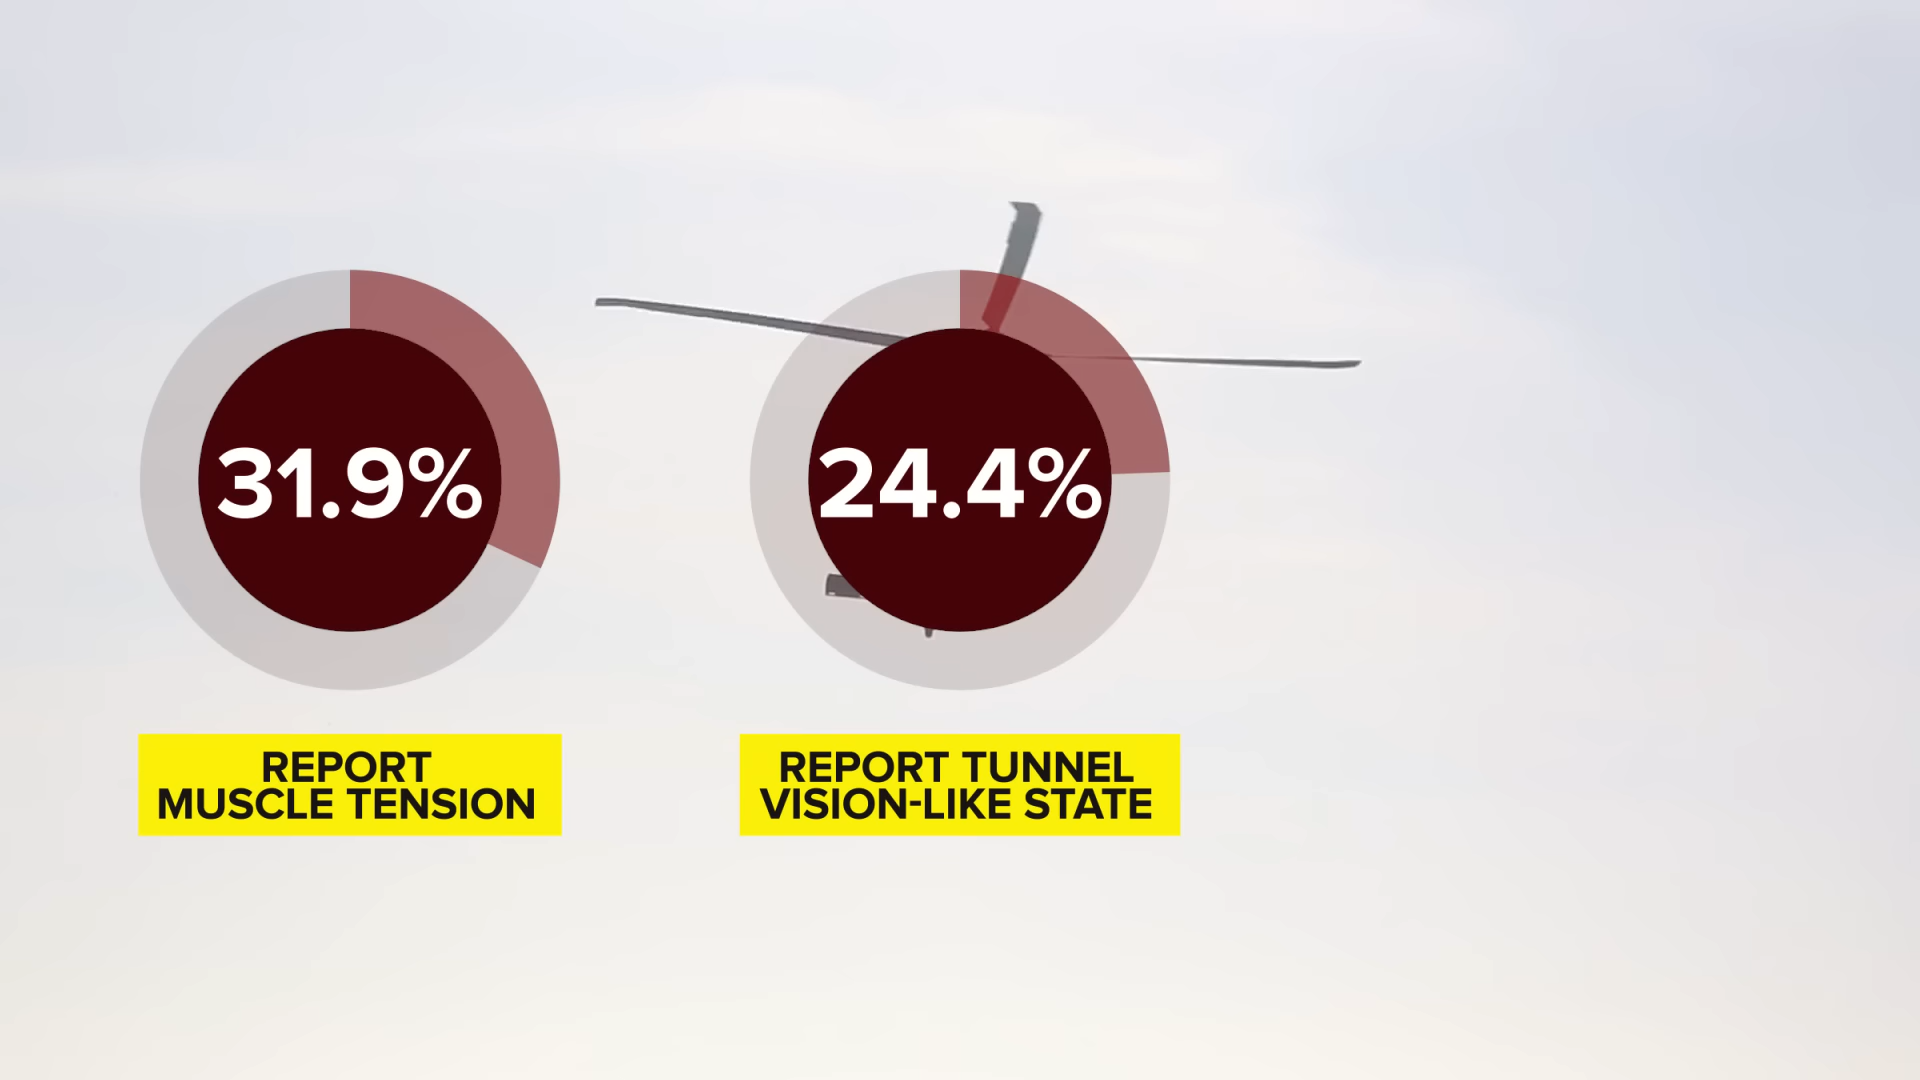 31.9%
REPORT
MUSCLE TENSION
24.4%
REPORT TUNNEL
VISION-LIKE STATE